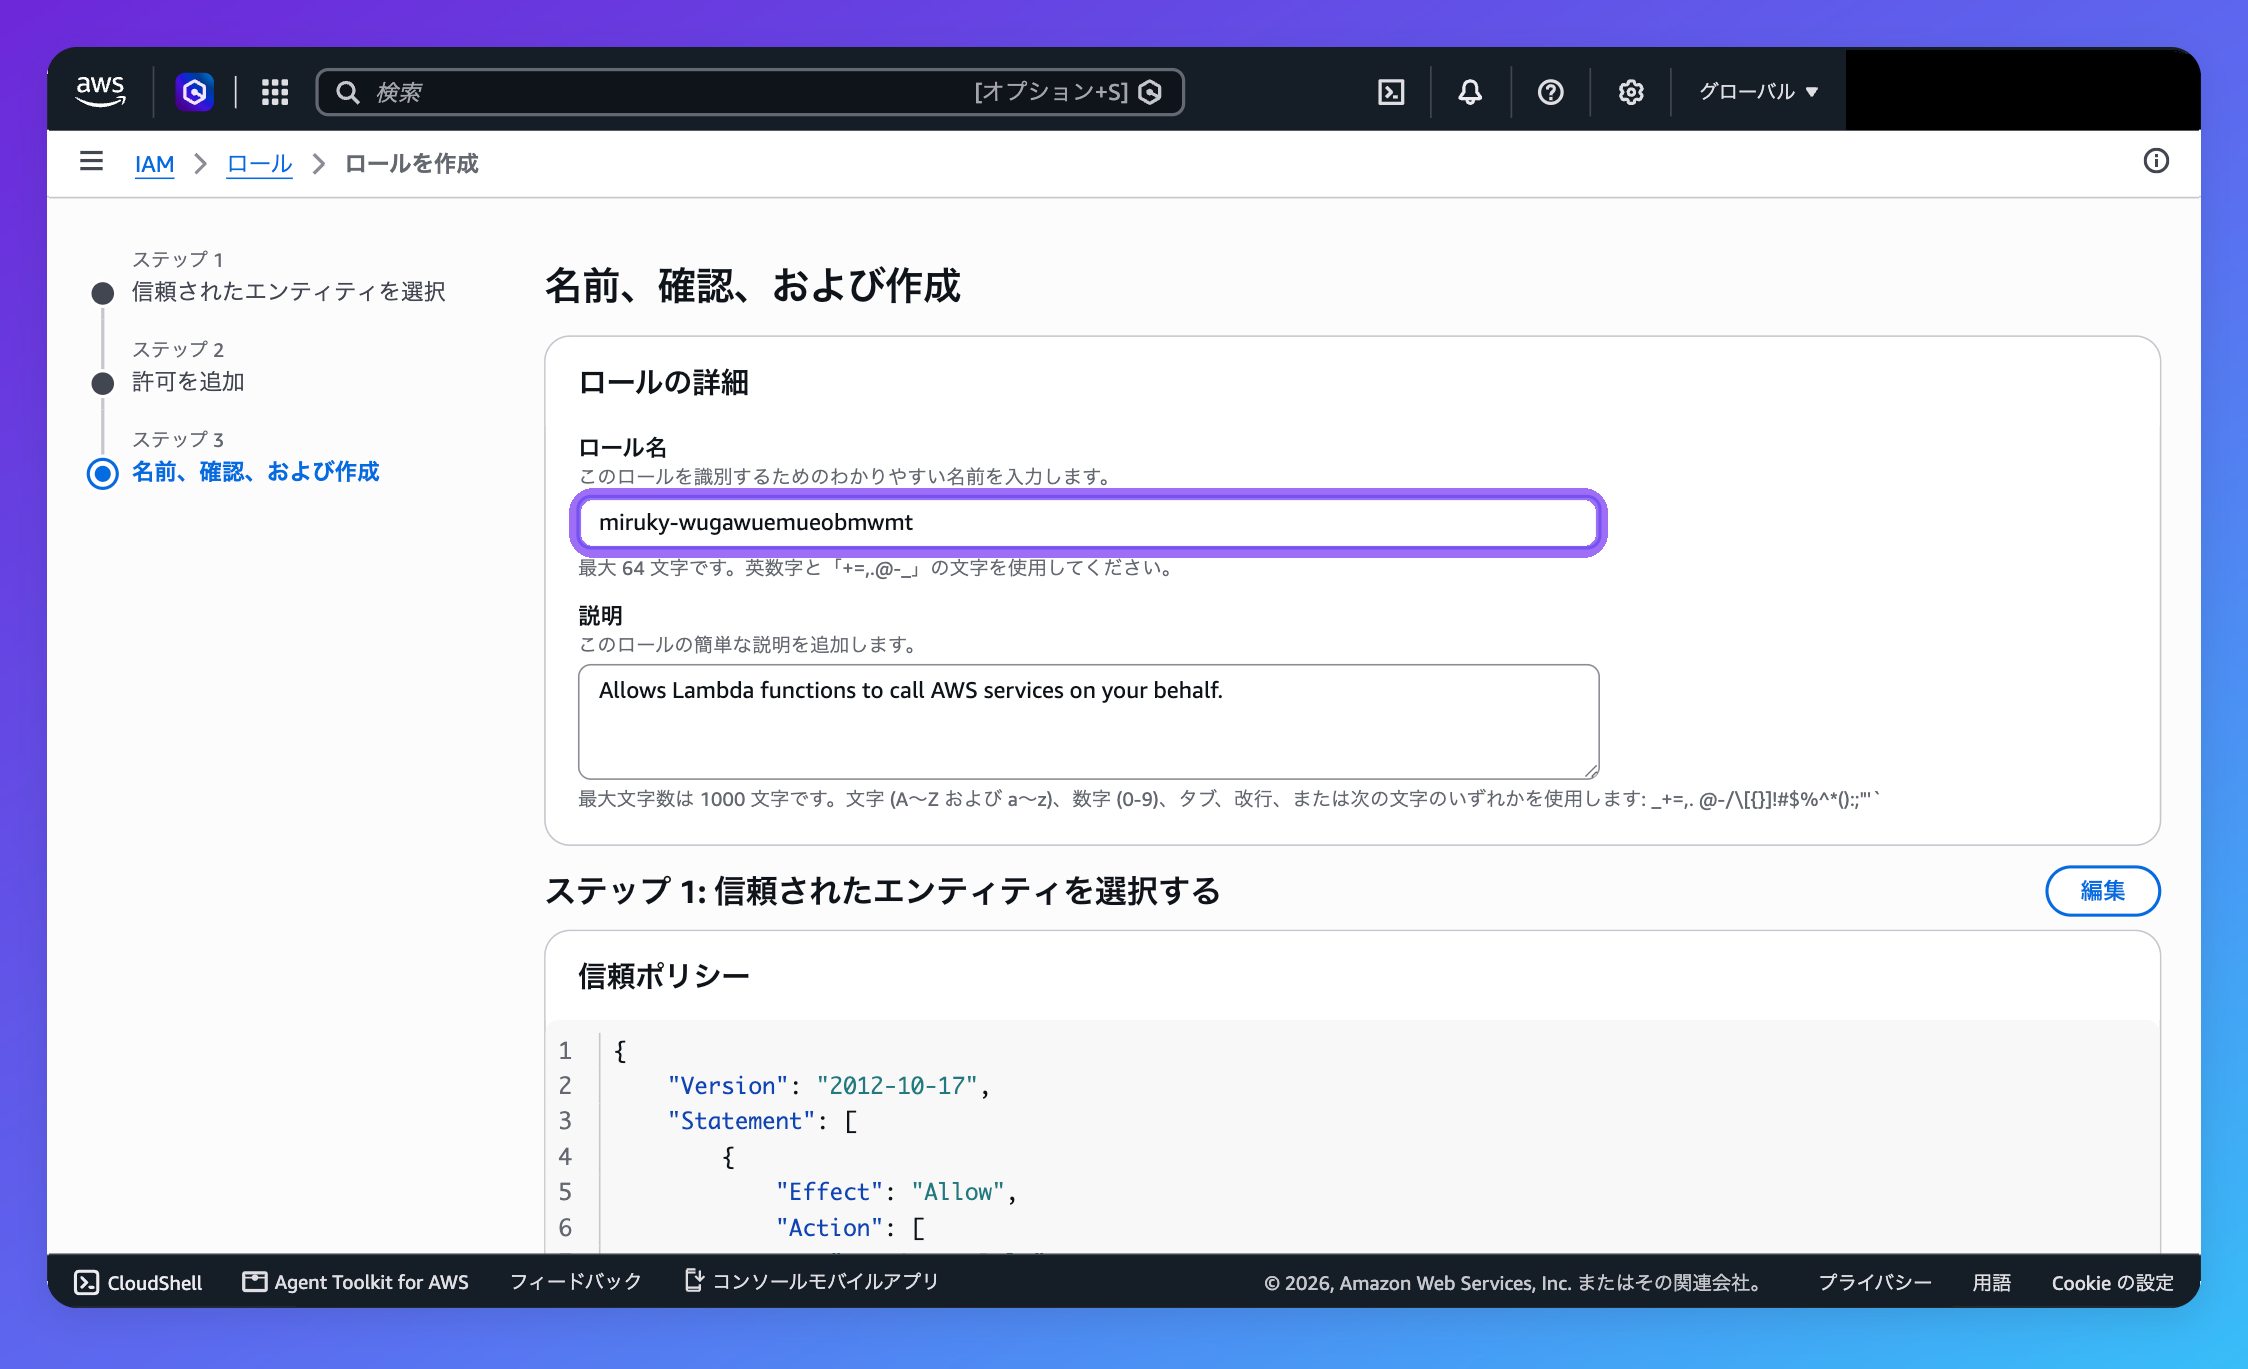 aws
検索 [オプション+S]
グローバル ▼
IAM > ロール > ロールを作成
ステップ 1
信頼されたエンティティを選択
ステップ 2
許可を追加
ステップ 3
名前、確認、および作成
名前、確認、および作成
ロールの詳細
ロール名
このロールを識別するためのわかりやすい名前を入力します。
miruky-wugawuemueobmwmt
最大 64 文字です。英数字と「+=,.@-_」の文字を使用してください。
説明
このロールの簡単な説明を追加します。
Allows Lambda functions to call AWS services on your behalf.
最大文字数は 1000 文字です。文字 (A〜Z および a〜z)、数字 (0-9)、タブ、改行、または次の文字のいずれかを使用します: _+=,. @-/\[{}]!#$%^*();:"'`
ステップ 1: 信頼されたエンティティを選択する
編集
信頼ポリシー
1 {
2 "Version": "2012-10-17",
3 "Statement": [
4 {
5 "Effect": "Allow",
6 "Action": [
CloudShell Agent Toolkit for AWS フィードバック コンソールモバイルアプリ © 2026, Amazon Web Services, Inc. またはその関連会社。 プライバシー 用語 Cookie の設定